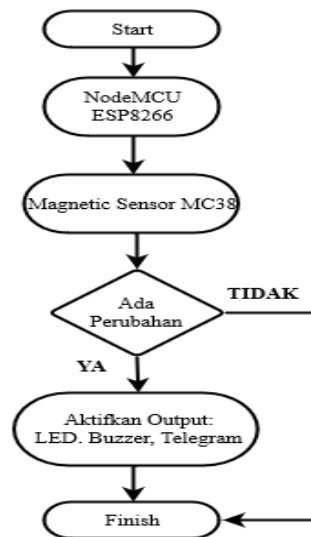 Start
NodeMCU
ESP8266
Magnetic Sensor MC38
Ada
Perubahan
TIDAK
YA
Aktifkan Output:
LED. Buzzer, Telegram
Finish